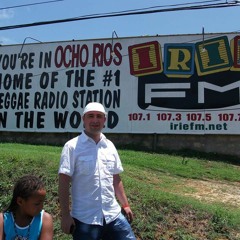 YOU'RE IN OCHO RIOS
HOME OF THE #1
REGGAE RADIO STATION
IN THE WORLD
IRIE
FM
107.1 107.3 107.5 107.7
iriefm.net